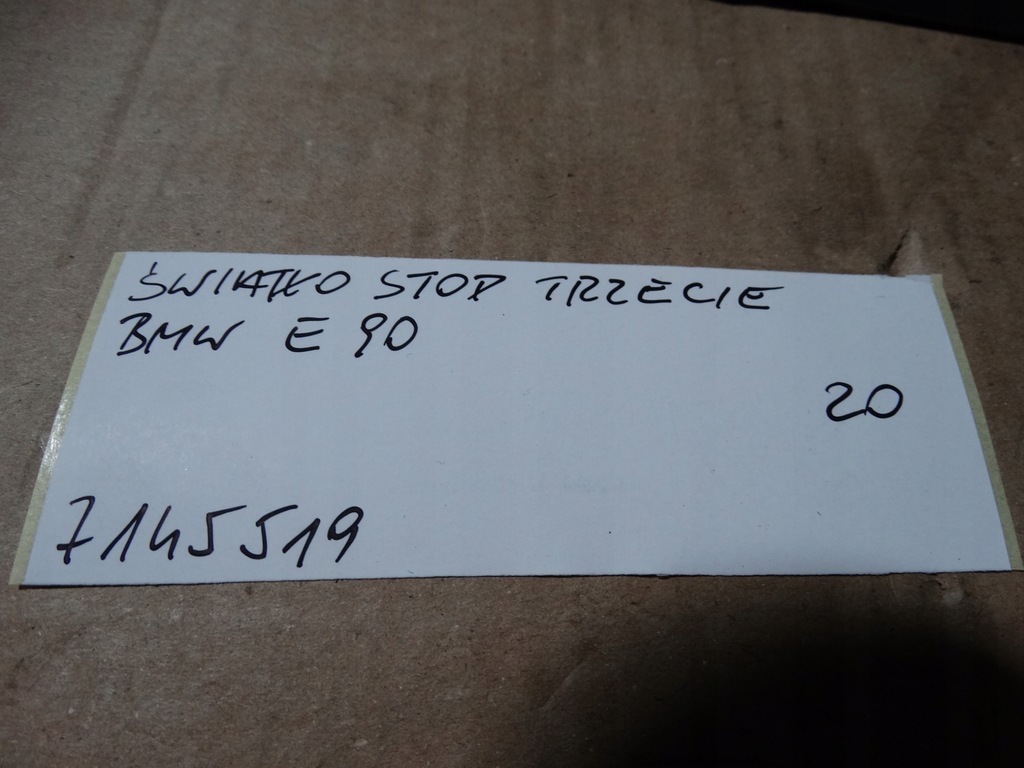 ŚWIATŁO STOP TRZECIE
BMW E 90
20
7145519